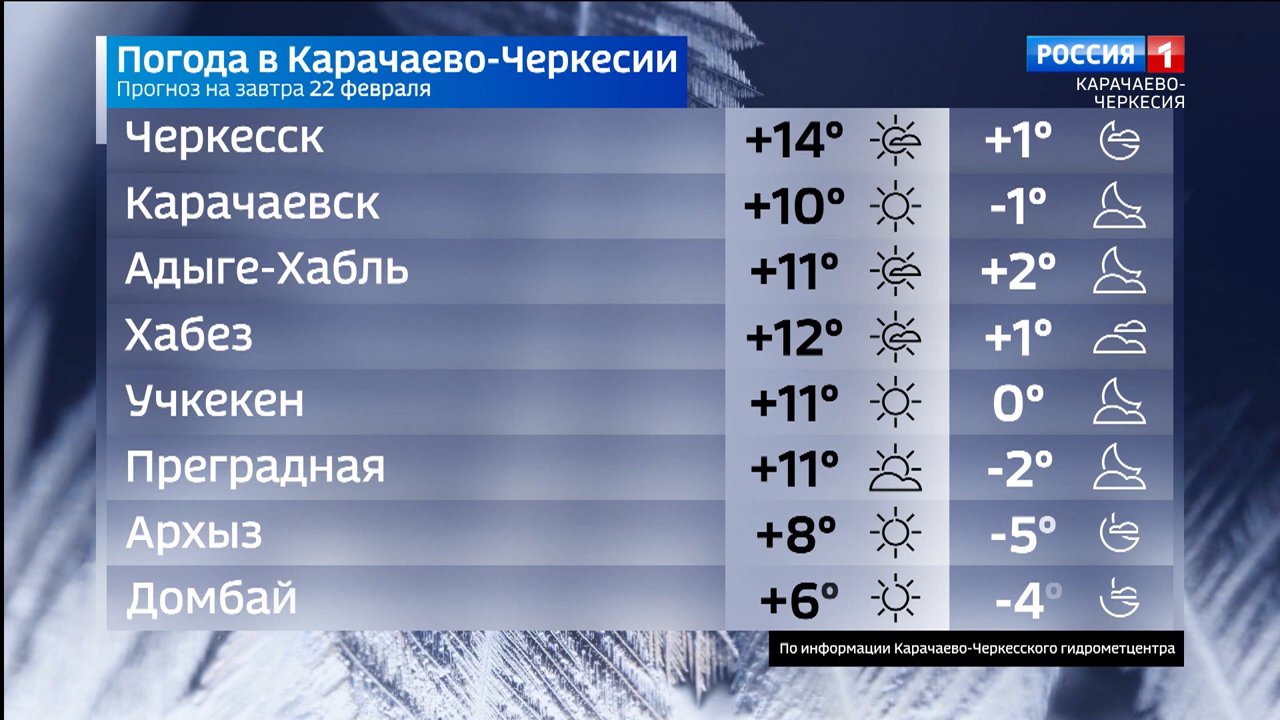 Погода в Карачаево-Черкесии
Прогноз на завтра 22 февраля
РОССИЯ 1
КАРАЧАЕВО-
ЧЕРКЕСИЯ
Черкесск +14° +1°
Карачаевск +10° -1°
Адыге-Хабль +11° +2°
Хабез +12° +1°
Учкекен +11° 0°
Преградная +11° -2°
Архыз +8° -5°
Домбай +6° -4°
По информации Карачаево-Черкесского гидрометцентра